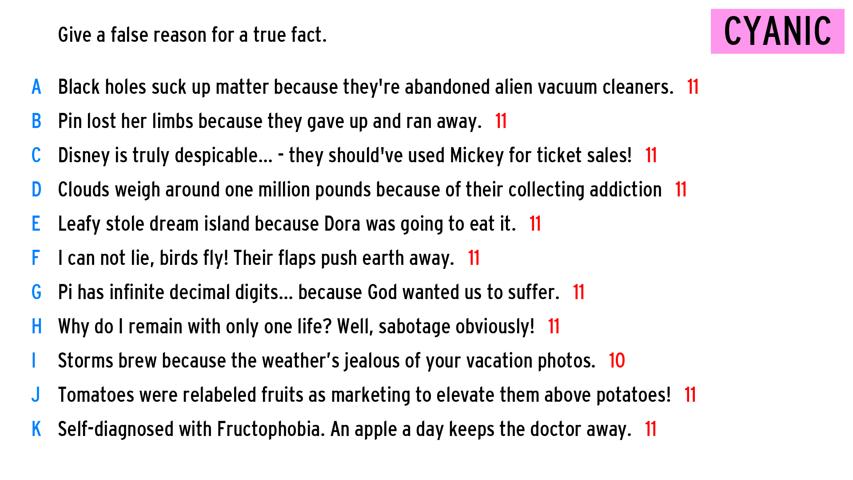 Give a false reason for a true fact.
CYANIC
A Black holes suck up matter because they're abandoned alien vacuum cleaners. 11
B Pin lost her limbs because they gave up and ran away. 11
C Disney is truly despicable... - they should've used Mickey for ticket sales! 11
D Clouds weigh around one million pounds because of their collecting addiction 11
E Leafy stole dream island because Dora was going to eat it. 11
F I can not lie, birds fly! Their flaps push earth away. 11
G Pi has infinite decimal digits... because God wanted us to suffer. 11
H Why do I remain with only one life? Well, sabotage obviously! 11
I Storms brew because the weather’s jealous of your vacation photos. 10
J Tomatoes were relabeled fruits as marketing to elevate them above potatoes! 11
K Self-diagnosed with Fructophobia. An apple a day keeps the doctor away. 11